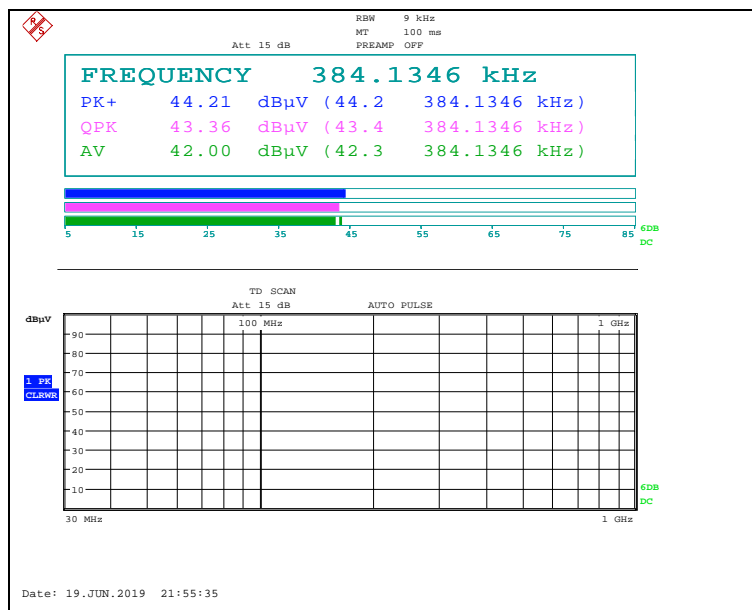 R S
RBW 9 kHz
MT 100 ms
Att 15 dB PREAMP OFF
FREQUENCY 384.1346 kHz
PK+ 44.21 dBµV (44.2 384.1346 kHz)
QPK 43.36 dBµV (43.4 384.1346 kHz)
AV 42.00 dBµV (42.3 384.1346 kHz)
5 15 25 35 45 55 65 75 85
6DB
DC
TD SCAN
Att 15 dB AUTO PULSE
dBµV
100 MHz 1 GHz
90
80
70
1 PK
CLRWR
60
50
40
30
20
10
6DB
DC
30 MHz 1 GHz
Date: 19.JUN.2019 21:55:35